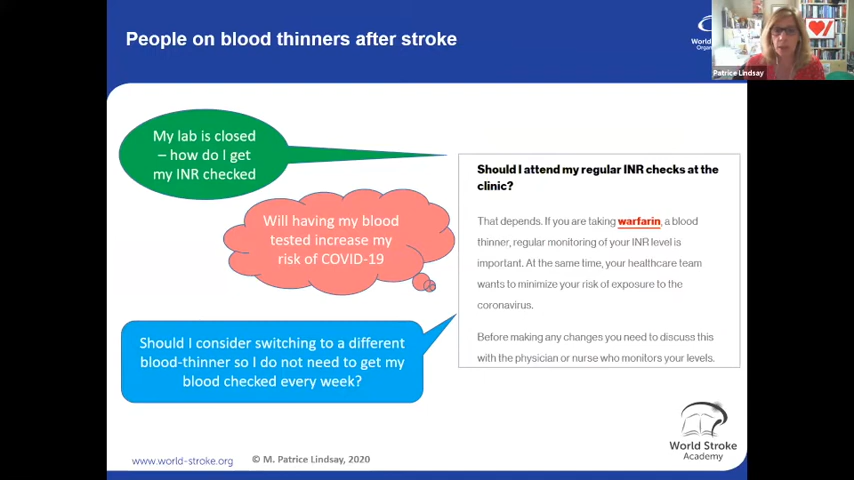 People on blood thinners after stroke
World
Orga
Patrice Lindsay
My lab is closed
– how do I get
my INR checked
Will having my blood
tested increase my
risk of COVID-19
Should I consider switching to a different
blood-thinner so I do not need to get my
blood checked every week?
Should I attend my regular INR checks at the
clinic?
That depends. If you are taking warfarin, a blood
thinner, regular monitoring of your INR level is
important. At the same time, your healthcare team
wants to minimize your risk of exposure to the
coronavirus.
Before making any changes you need to discuss this
with the physician or nurse who monitors your levels.
World Stroke
Academy
www.world-stroke.org
© M. Patrice Lindsay, 2020